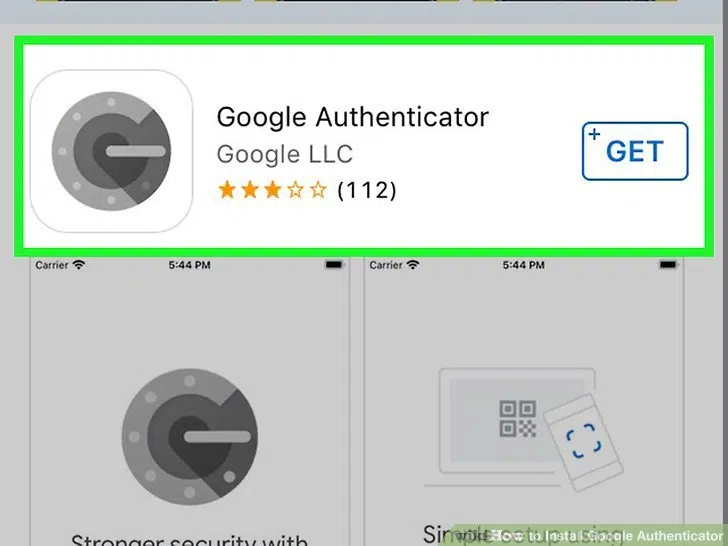 Google Authenticator
Google LLC
(112)
+ GET
Carrier 5:44 PM
Carrier 5:44 PM
Stronger security with
Simple setup using
wikiHow to Install Google Authenticator